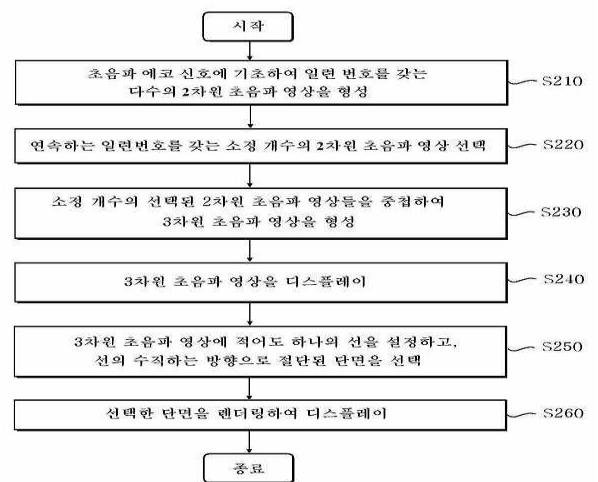 시작
초음파 에코 신호에 기초하여 일련 번호를 갖는
다수의 2차원 초음파 영상을 형성
S210
연속하는 일련번호를 갖는 소정 개수의 2차원 초음파 영상 선택
S220
소정 개수의 선택된 2차원 초음파 영상들을 중첩하여
3차원 초음파 영상을 형성
S230
3차원 초음파 영상을 디스플레이
S240
3차원 초음파 영상에 적어도 하나의 선을 설정하고,
선의 수직하는 방향으로 절단된 단면을 선택
S250
선택한 단면을 렌더링하여 디스플레이
S260
종료